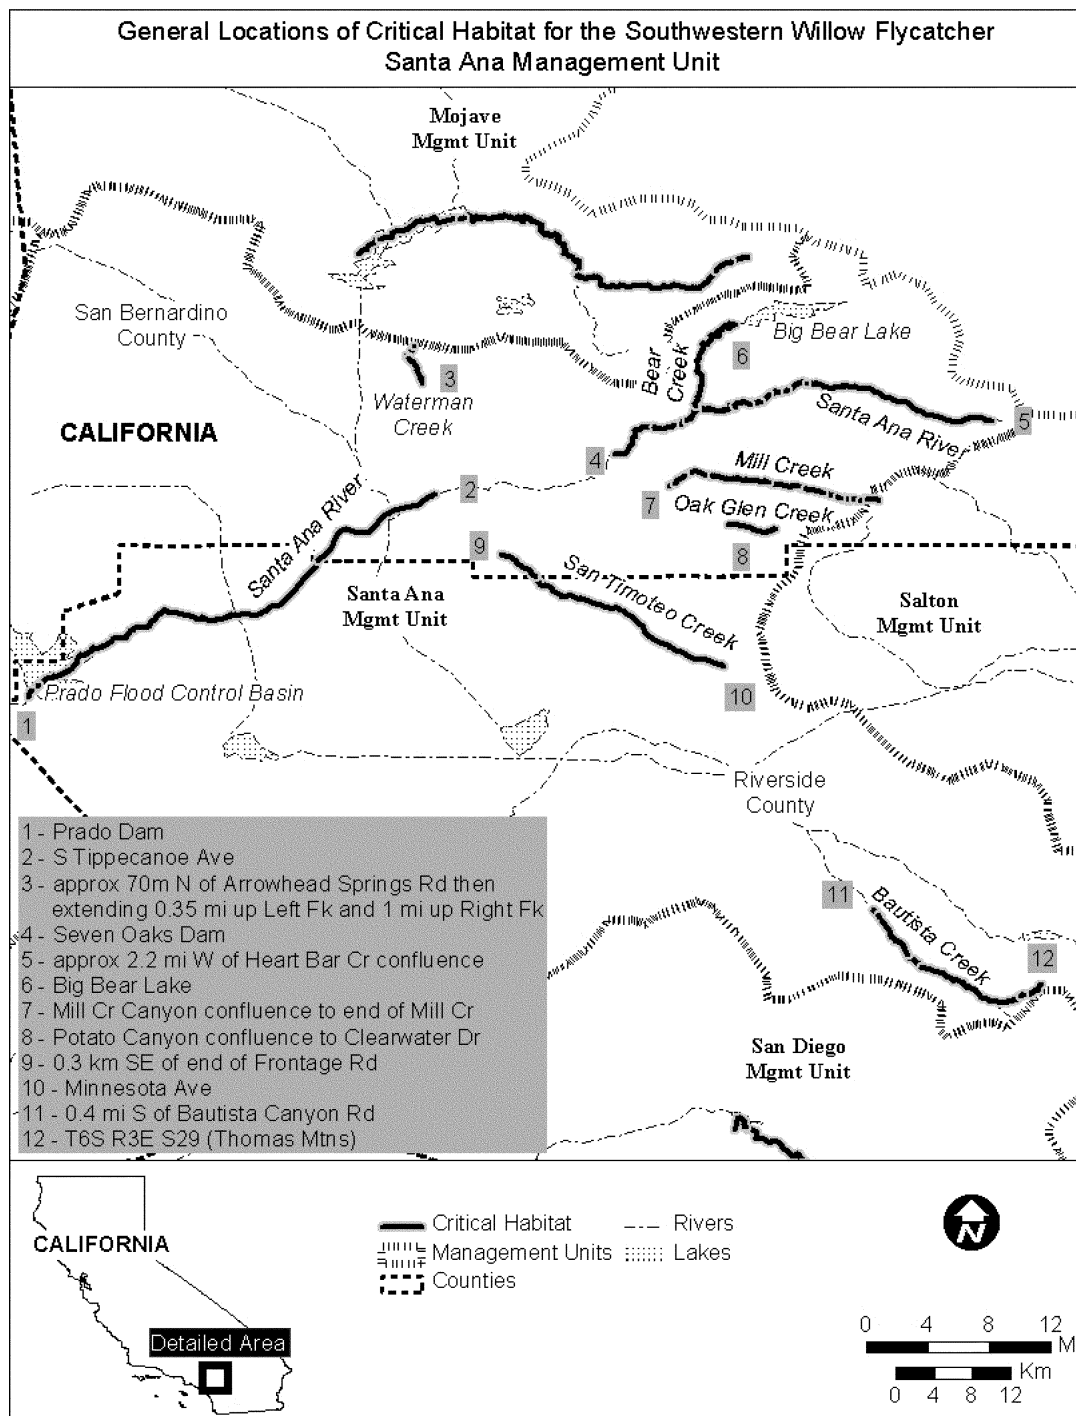 General Locations of Critical Habitat for the Southwestern Willow Flycatcher
Santa Ana Management Unit
Mojave
Mgmt Unit
San Bernardino
County
Big Bear Lake
Bear
Creek
6
3
Waterman
Creek
Santa Ana River
5
CALIFORNIA
4
Mill Creek
2
7
Oak Glen Creek
Santa Ana River
9
8
San Timoteo Creek
Santa Ana
Mgmt Unit
Salton
Mgmt Unit
Prado Flood Control Basin
10
1
Riverside
County
11
Bautista Creek
12
San Diego
Mgmt Unit
1 - Prado Dam
2 - S Tippecanoe Ave
3 - approx 70m N of Arrowhead Springs Rd then
extending 0.35 mi up Left Fk and 1 mi up Right Fk
4 - Seven Oaks Dam
5 - approx 2.2 mi W of Heart Bar Cr confluence
6 - Big Bear Lake
7 - Mill Cr Canyon confluence to end of Mill Cr
8 - Potato Canyon confluence to Clearwater Dr
9 - 0.3 km SE of end of Frontage Rd
10 - Minnesota Ave
11 - 0.4 mi S of Bautista Canyon Rd
12 - T6S R3E S29 (Thomas Mtns)
CALIFORNIA
Detailed Area
Critical Habitat
Rivers
Management Units
Lakes
Counties
N
0 4 8 12
M
Km
0 4 8 12